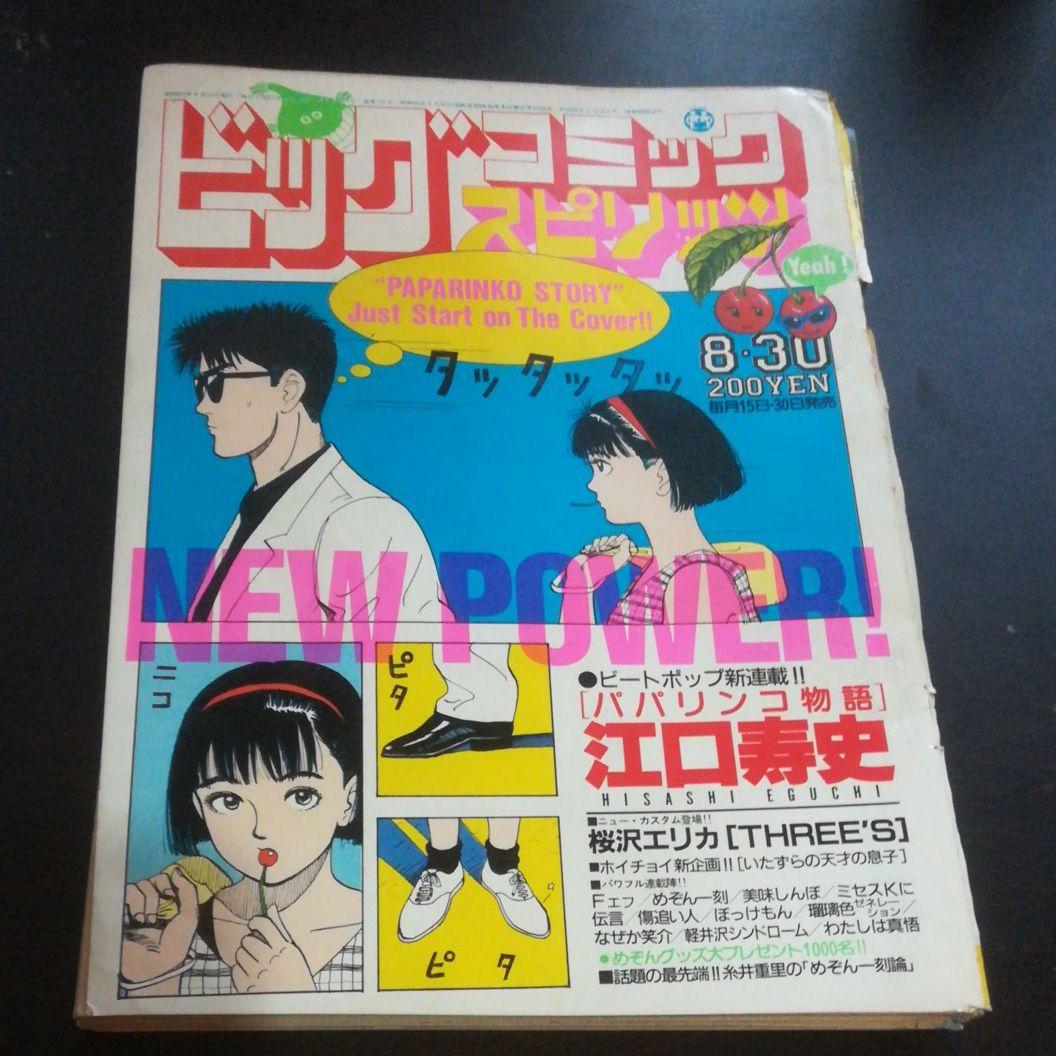 ビッグコミック
スピリッツ
Yeah!
"PAPARINKO STORY"
Just Start on The Cover!!
8・30
200YEN
毎月15日・30日発売
タッタッタッ
NEW POWER!
ニコ
ピタ
ピタ
●ビートポップ新連載!!
[パパリンコ物語]
江口寿史
HISASHI EGUCHI
■ニュー・カスタム登場!!
桜沢エリカ[THREE'S]
■ホイチョイ新企画!![いたずらの天才の息子]
■パワフル連載陣!!
Fエフ/めぞん一刻/美味しんぼ/ミセスKに
伝言/傷追い人/ぼっけもん/瑠璃色ゼネレーション/
なぜか笑介/軽井沢シンドローム/わたしは真悟
●めぞんグッズ大プレゼント1000名!!
■話題の最先端!!糸井重里の「めぞん一刻論」